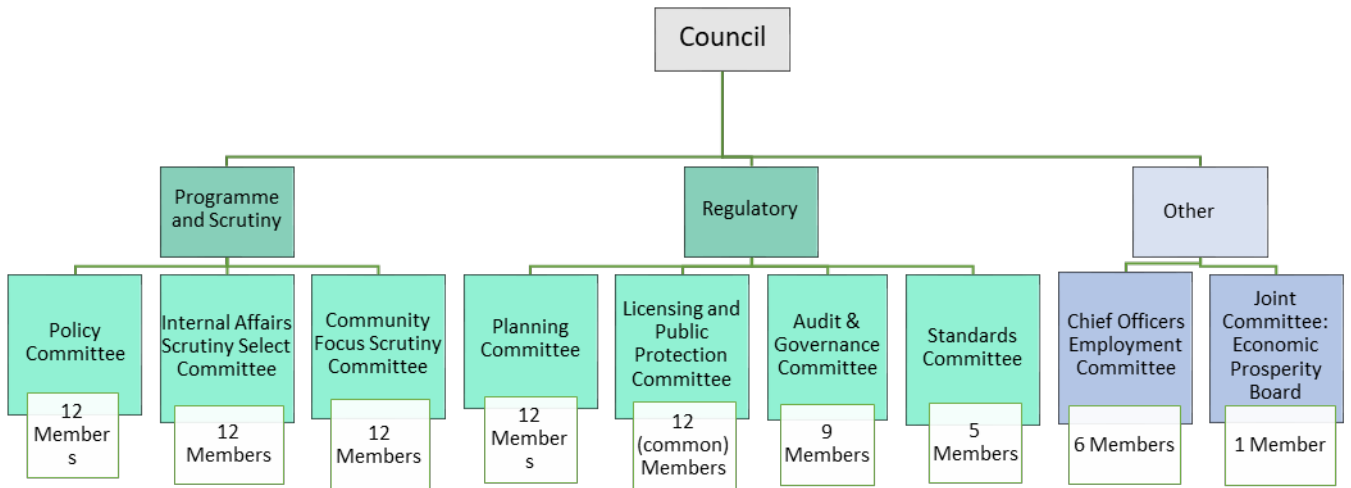 Council
Programme
and Scrutiny
Regulatory
Other
Policy
Committee
12
Member
s
Internal Affairs
Scrutiny Select
Committee
12
Members
Community
Focus Scrutiny
Committee
12
Members
Planning
Committee
12
Member
s
Licensing and
Public
Protection
Committee
12
(common)
Members
Audit &
Governance
Committee
9
Members
Standards
Committee
5
Members
Chief Officers
Employment
Committee
6 Members
Joint
Committee:
Economic
Prosperity
Board
1 Member